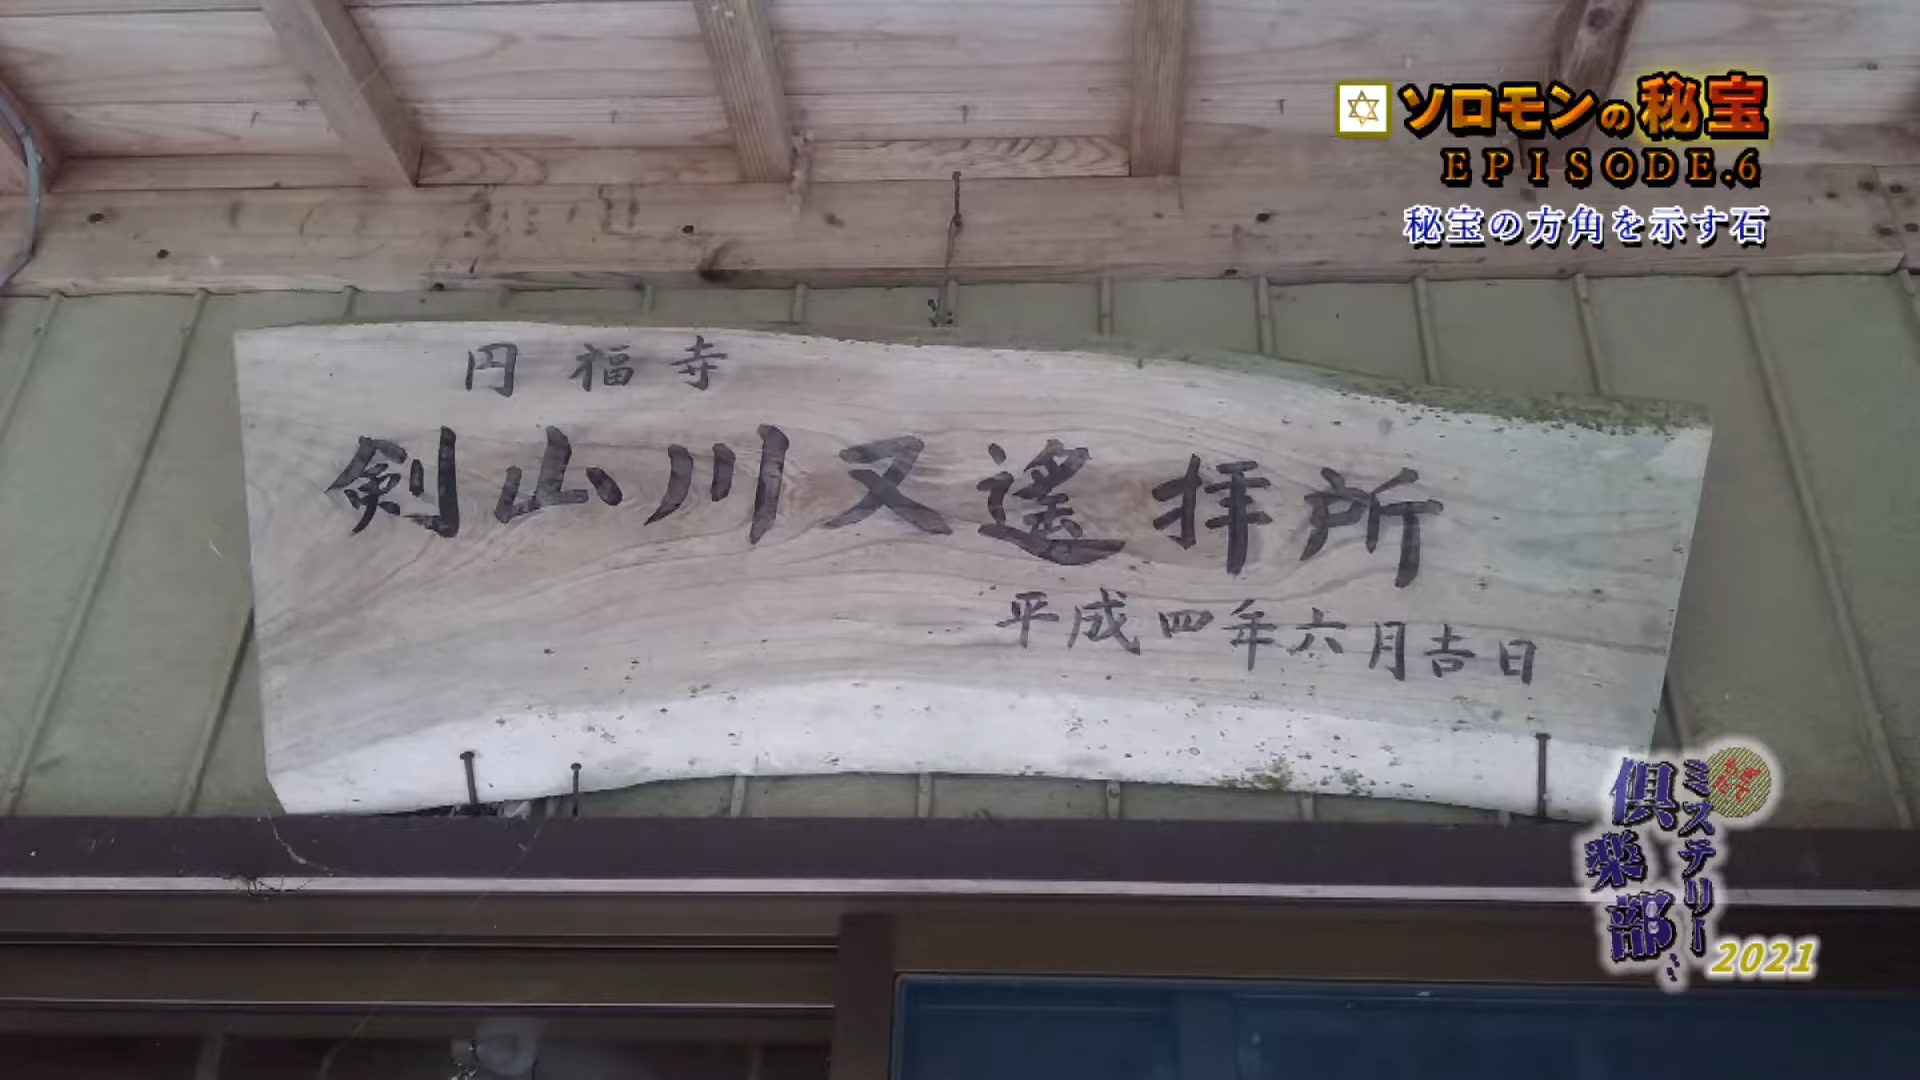 ソロモンの秘宝
EPISODE.6
秘宝の方角を示す石
円福寺
剣山川又遙拝所
平成四年六月吉日
ミステリー
倶楽部
2021